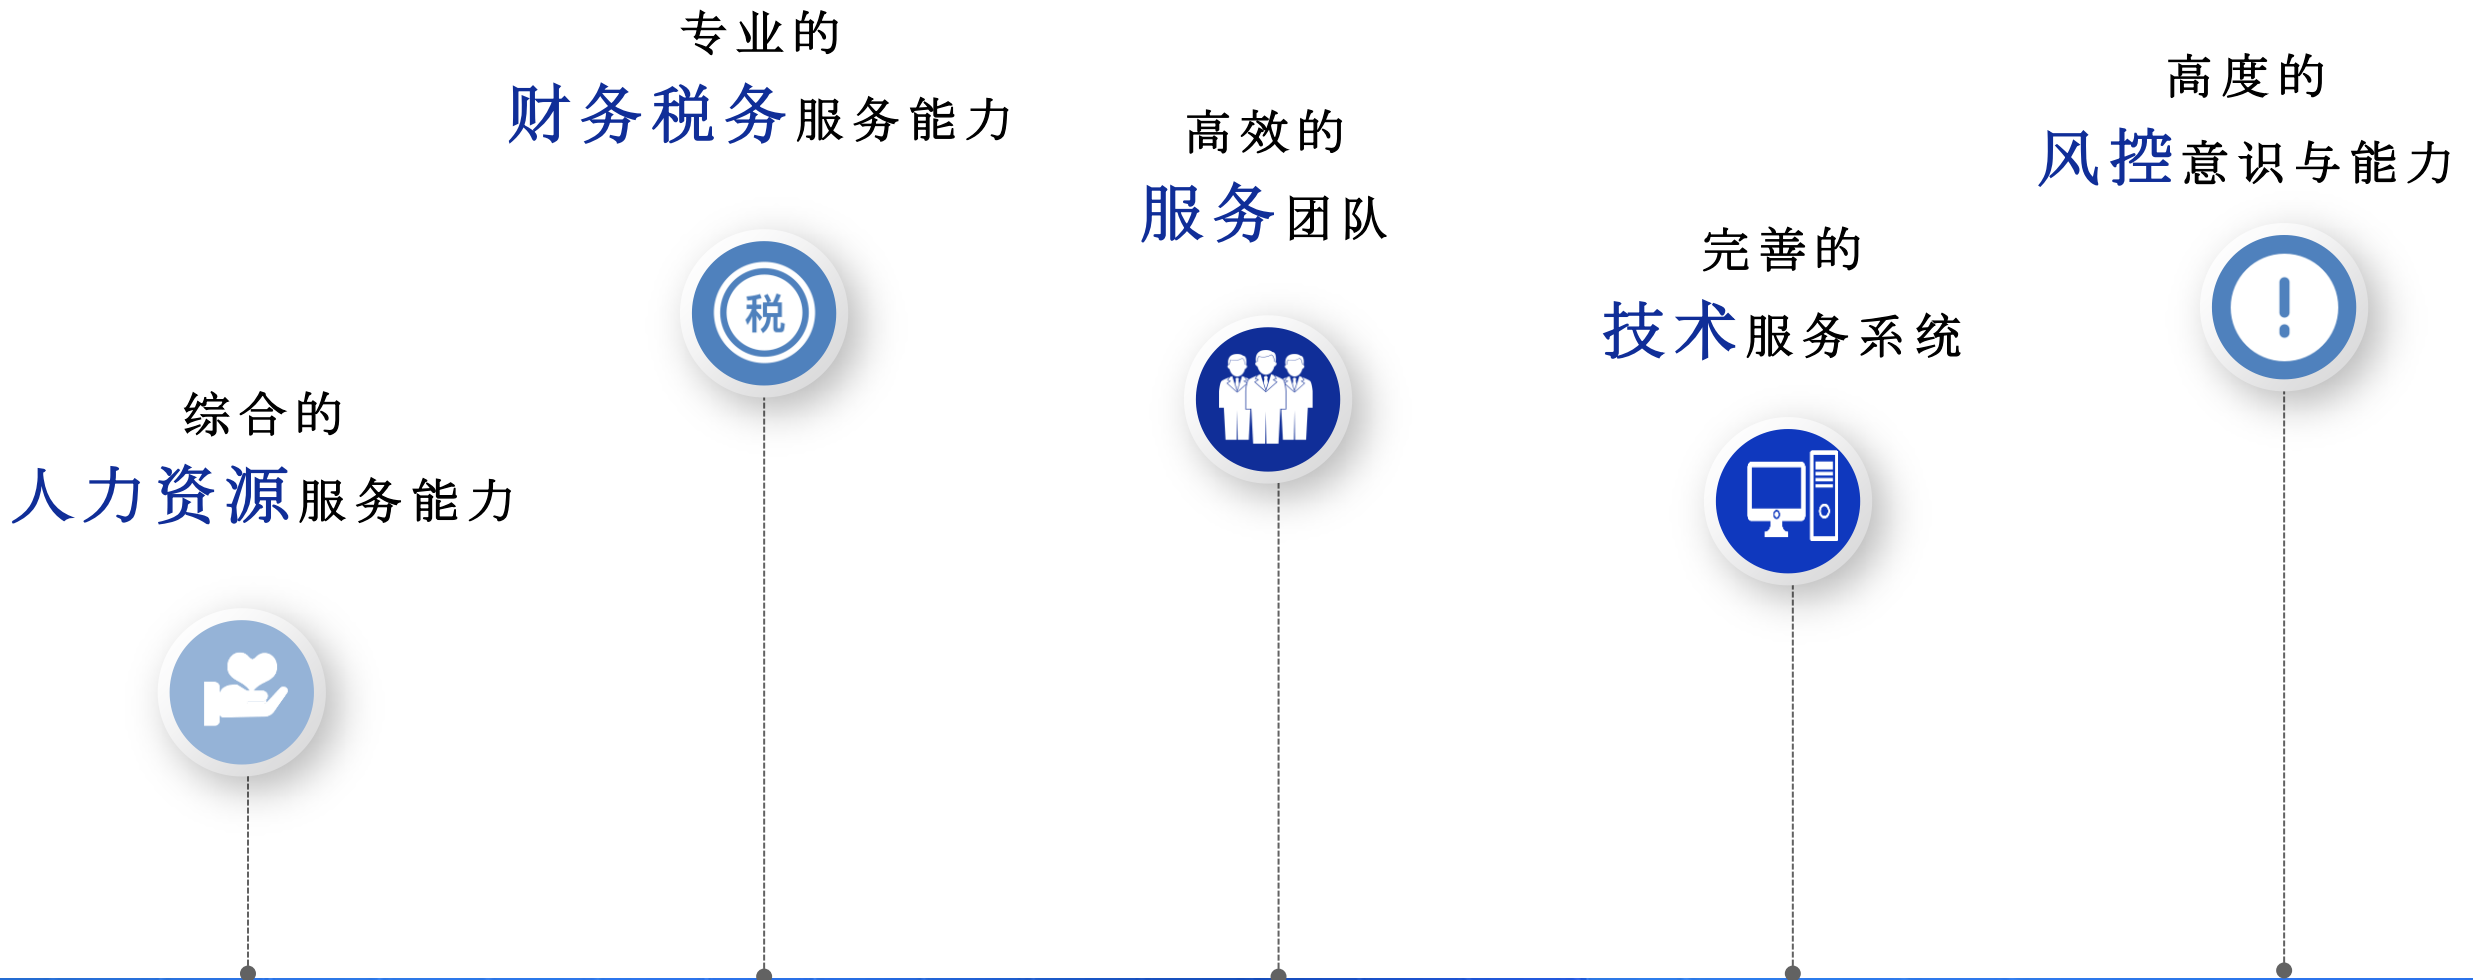 综合的
人力资源服务能力
专业的
财务税务服务能力
税
高效的
服务团队
完善的
技术服务系统
高度的
风控意识与能力